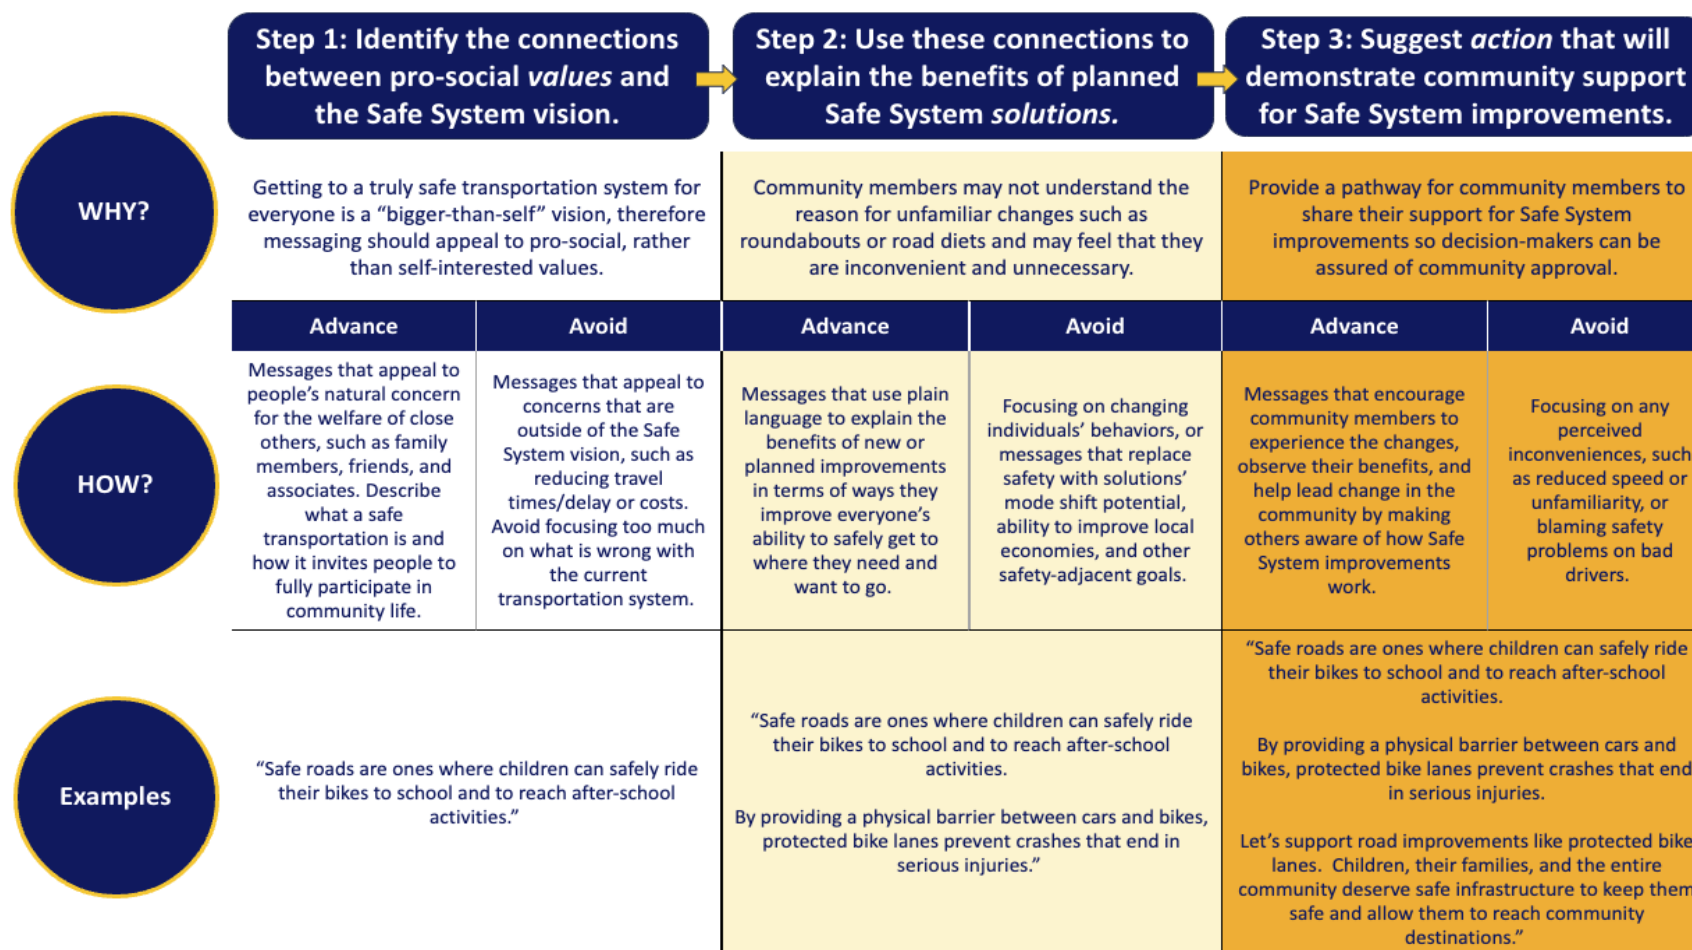 Step 1: Identify the connections
between pro-social values and
the Safe System vision.
Step 2: Use these connections to
explain the benefits of planned
Safe System solutions.
Step 3: Suggest action that will
demonstrate community support
for Safe System improvements.
WHY?
Getting to a truly safe transportation system for
everyone is a “bigger-than-self” vision, therefore
messaging should appeal to pro-social, rather
than self-interested values.
Community members may not understand the
reason for unfamiliar changes such as
roundabouts or road diets and may feel that they
are inconvenient and unnecessary.
Provide a pathway for community members to
share their support for Safe System
improvements so decision-makers can be
assured of community approval.
HOW?
Advance
Messages that appeal to
people’s natural concern
for the welfare of close
others, such as family
members, friends, and
associates. Describe
what a safe
transportation is and
how it invites people to
fully participate in
community life.
Avoid
Messages that appeal to
concerns that are
outside of the Safe
System vision, such as
reducing travel
times/delay or costs.
Avoid focusing too much
on what is wrong with
the current
transportation system.
Advance
Messages that use plain
language to explain the
benefits of new or
planned improvements
in terms of ways they
improve everyone’s
ability to safely get to
where they need and
want to go.
Avoid
Focusing on changing
individuals’ behaviors, or
messages that replace
safety with solutions’
mode shift potential,
ability to improve local
economies, and other
safety-adjacent goals.
Advance
Messages that encourage
community members to
experience the changes,
observe their benefits, and
help lead change in the
community by making
others aware of how Safe
System improvements
work.
Avoid
Focusing on any
perceived
inconveniences, such
as reduced speed or
unfamiliarity, or
blaming safety
problems on bad
drivers.
Examples
“Safe roads are ones where children can safely ride
their bikes to school and to reach after-school
activities.”
“Safe roads are ones where children can safely ride
their bikes to school and to reach after-school
activities.
By providing a physical barrier between cars and bikes,
protected bike lanes prevent crashes that end in
serious injuries.”
“Safe roads are ones where children can safely ride
their bikes to school and to reach after-school
activities.
By providing a physical barrier between cars and
bikes, protected bike lanes prevent crashes that end
in serious injuries.
Let’s support road improvements like protected bike
lanes. Children, their families, and the entire
community deserve safe infrastructure to keep them
safe and allow them to reach community
destinations.”